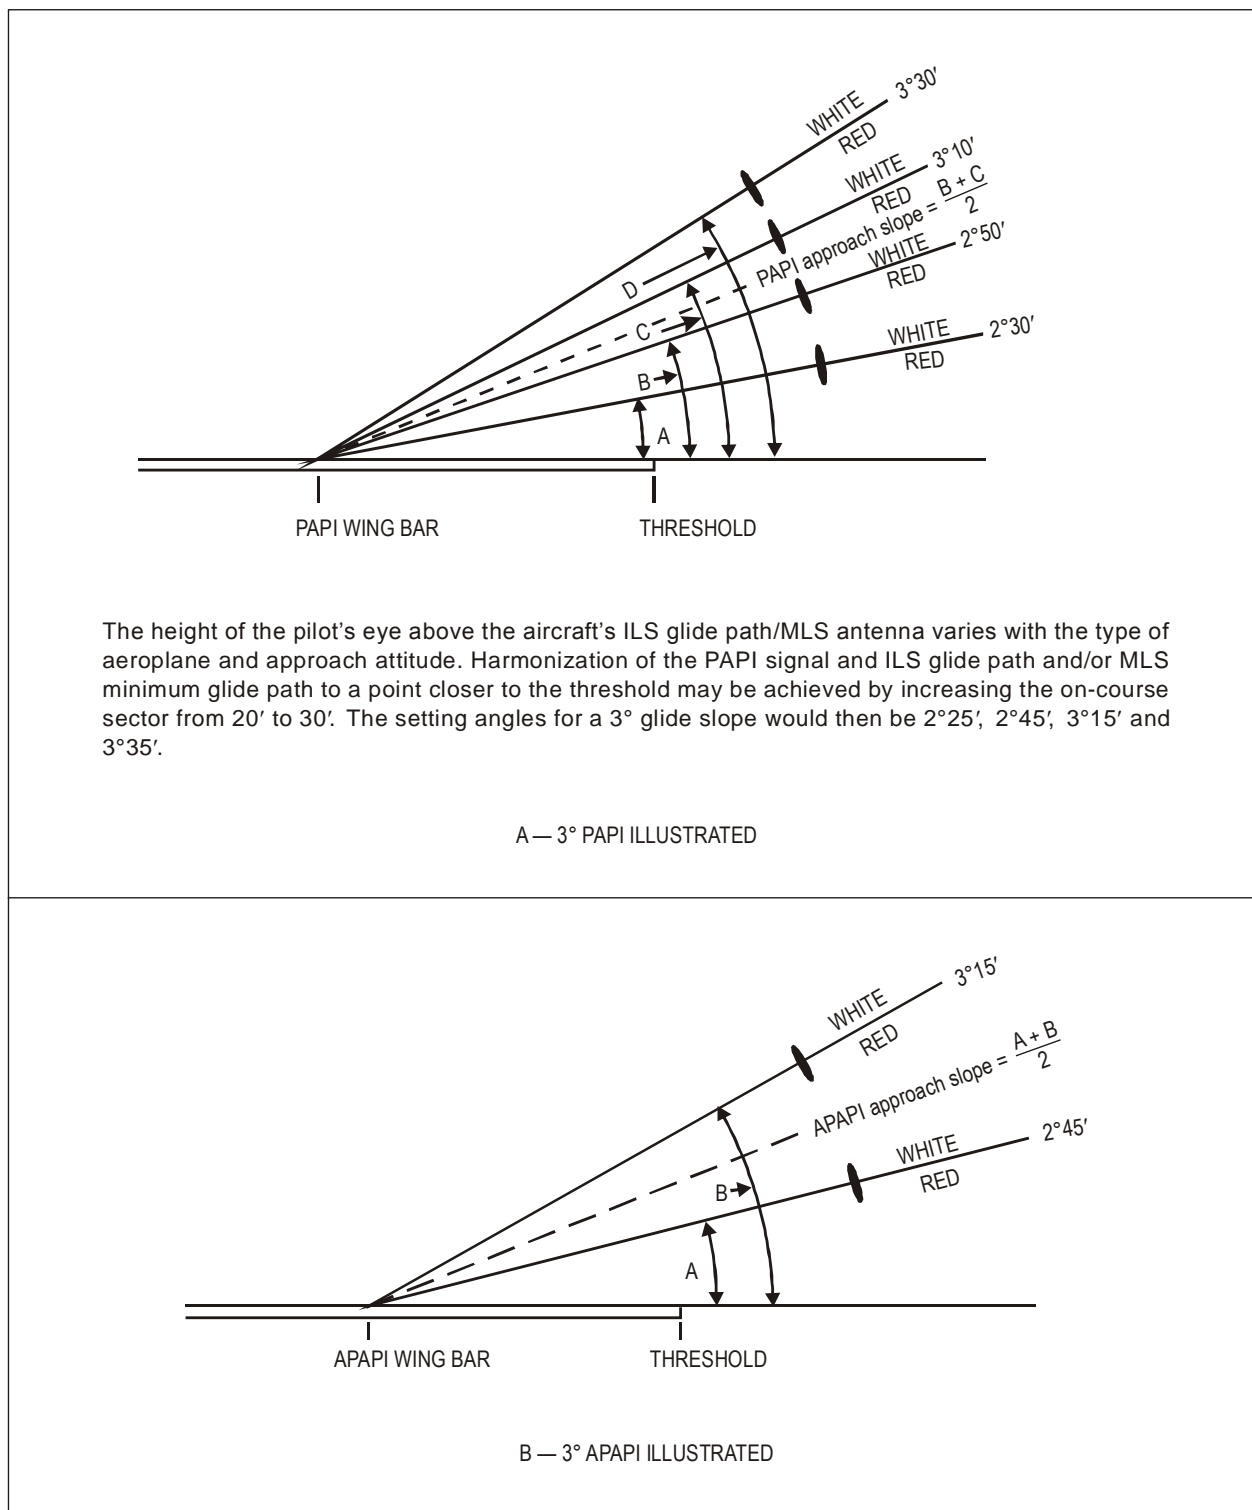 WHITE 3°30′
RED
WHITE 3°10′
RED
PAPI approach slope = B + C
2
WHITE 2°50′
RED
WHITE 2°30′
RED
D
C
B
A
PAPI WING BAR THRESHOLD
The height of the pilot’s eye above the aircraft’s ILS glide path/MLS antenna varies with the type of
aeroplane and approach attitude. Harmonization of the PAPI signal and ILS glide path and/or MLS
minimum glide path to a point closer to the threshold may be achieved by increasing the on-course
sector from 20′ to 30′. The setting angles for a 3° glide slope would then be 2°25′, 2°45′, 3°15′ and
3°35′.
A — 3° PAPI ILLUSTRATED
WHITE 3°15′
RED
APAPI approach slope = A + B
2
WHITE 2°45′
RED
B
A
APAPI WING BAR THRESHOLD
B — 3° APAPI ILLUSTRATED